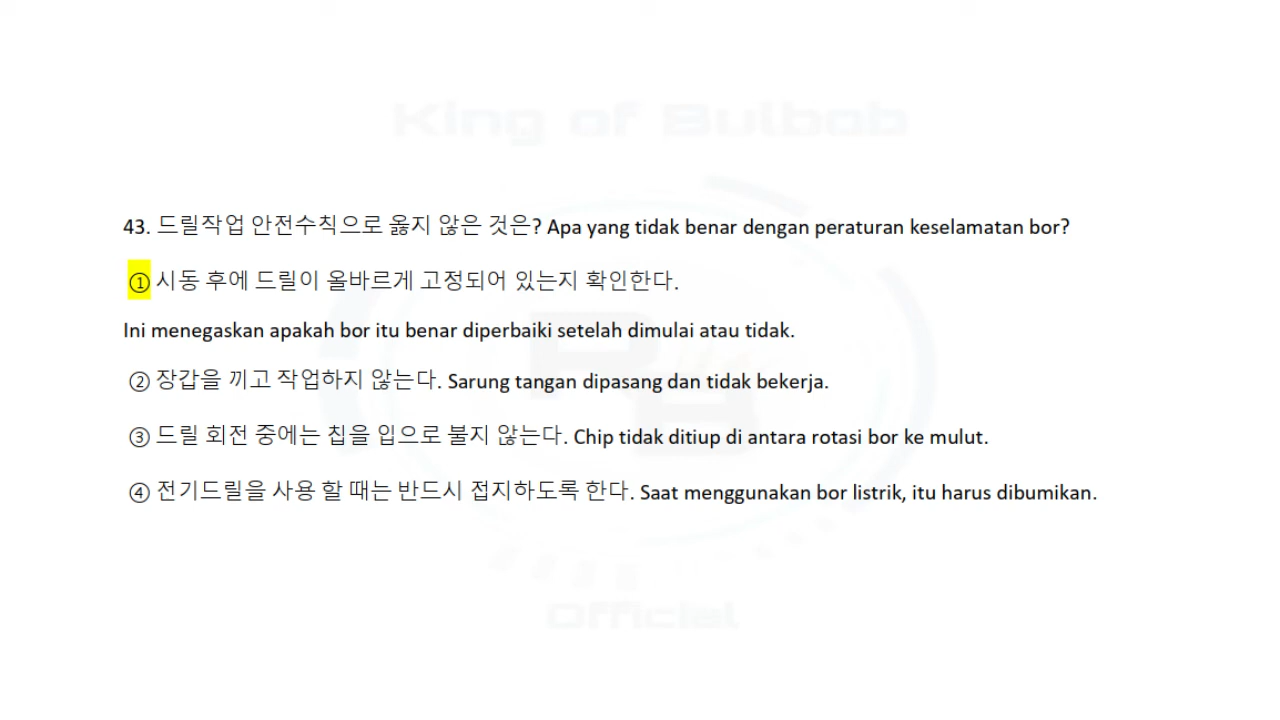 King of Bulbob
43. 드릴작업 안전수칙으로 옳지 않은 것은? Apa yang tidak benar dengan peraturan keselamatan bor?
① 시동 후에 드릴이 올바르게 고정되어 있는지 확인한다.
Ini menegaskan apakah bor itu benar diperbaiki setelah dimulai atau tidak.
② 장갑을 끼고 작업하지 않는다. Sarung tangan dipasang dan tidak bekerja.
③ 드릴 회전 중에는 칩을 입으로 불지 않는다. Chip tidak ditiup di antara rotasi bor ke mulut.
④ 전기드릴을 사용 할 때는 반드시 접지하도록 한다. Saat menggunakan bor listrik, itu harus dibumikan.
Official